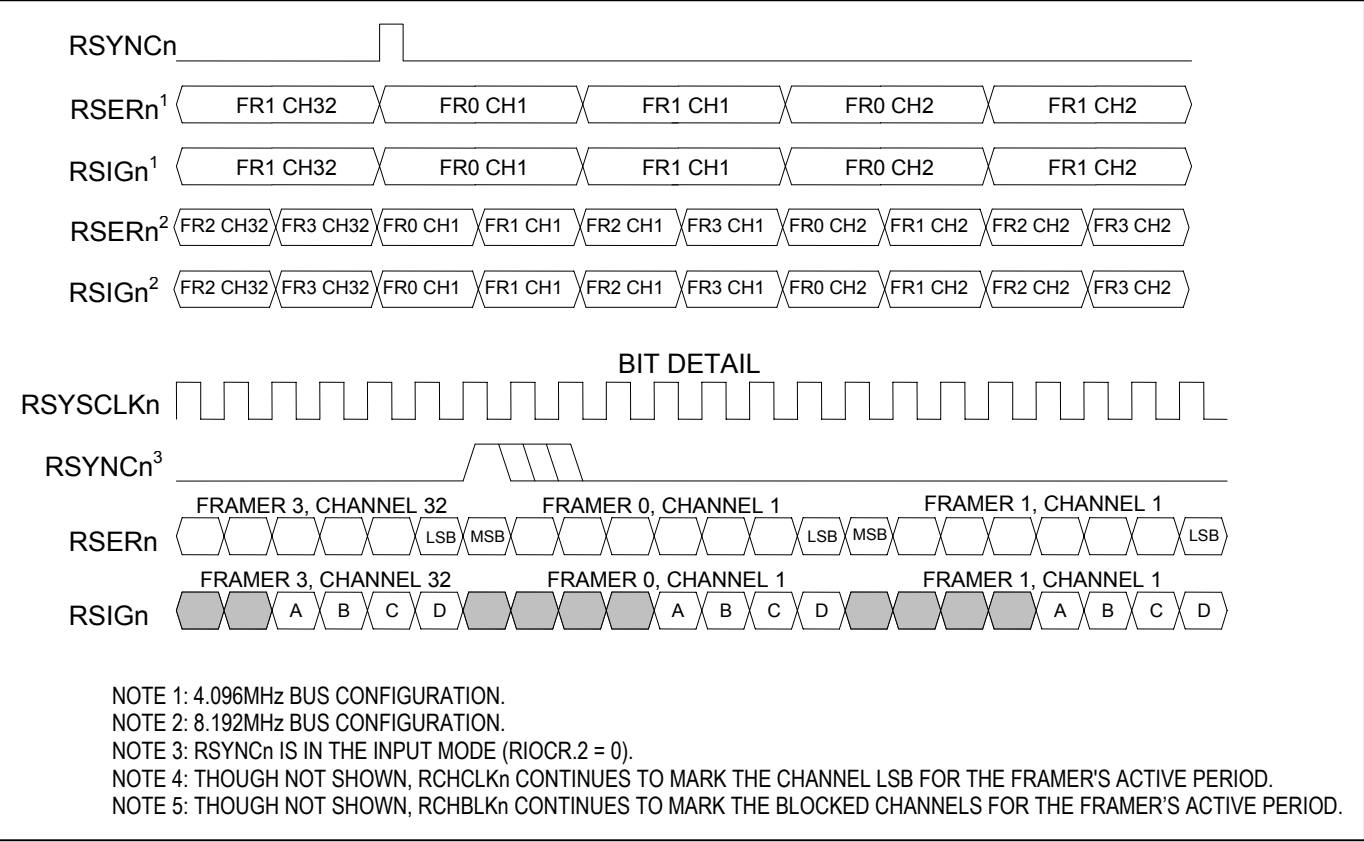 RSYNCn
RSERn1 FR1 CH32 FR0 CH1 FR1 CH1 FR0 CH2 FR1 CH2
RSIGn1 FR1 CH32 FR0 CH1 FR1 CH1 FR0 CH2 FR1 CH2
RSERn2 FR2 CH32 FR3 CH32 FR0 CH1 FR1 CH1 FR2 CH1 FR3 CH1 FR0 CH2 FR1 CH2 FR2 CH2 FR3 CH2
RSIGn2 FR2 CH32 FR3 CH32 FR0 CH1 FR1 CH1 FR2 CH1 FR3 CH1 FR0 CH2 FR1 CH2 FR2 CH2 FR3 CH2
BIT DETAIL
RSYSCLKn
RSYNCn3
FRAMER 3, CHANNEL 32 FRAMER 0, CHANNEL 1 FRAMER 1, CHANNEL 1
RSERn LSB MSB LSB MSB LSB
FRAMER 3, CHANNEL 32 FRAMER 0, CHANNEL 1 FRAMER 1, CHANNEL 1
RSIGn A B C D A B C D A B C D
NOTE 1: 4.096MHz BUS CONFIGURATION.
NOTE 2: 8.192MHz BUS CONFIGURATION.
NOTE 3: RSYNCn IS IN THE INPUT MODE (RIOCR.2 = 0).
NOTE 4: THOUGH NOT SHOWN, RCHCLKn CONTINUES TO MARK THE CHANNEL LSB FOR THE FRAMER'S ACTIVE PERIOD.
NOTE 5: THOUGH NOT SHOWN, RCHBLKn CONTINUES TO MARK THE BLOCKED CHANNELS FOR THE FRAMER’S ACTIVE PERIOD.